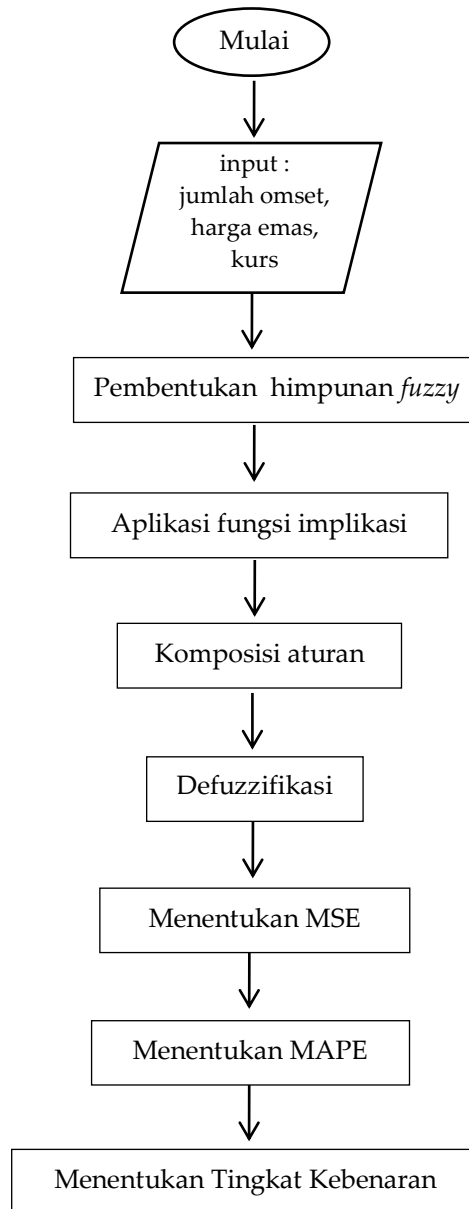 Mulai
input :
jumlah omset,
harga emas,
kurs
Pembentukan himpunan fuzzy
Aplikasi fungsi implikasi
Komposisi aturan
Defuzzifikasi
Menentukan MSE
Menentukan MAPE
Menentukan Tingkat Kebenaran